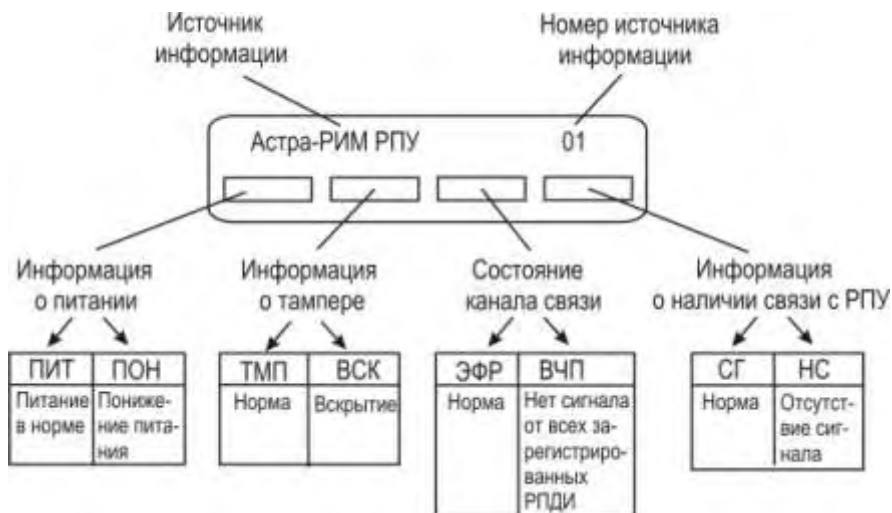 Источник
информации
Номер источника
информации
Астра-РИМ РПУ 01
Информация
о питании
Информация
о тампере
Состояние
канала связи
Информация
о наличии связи с РПУ
ПИТ ПОН
Питание
в норме
Пониже-
ние пита-
ния
ТМП ВСК
Норма
Вскрытие
ЭФР ВЧП
Норма
Нет сигнала
от всех за-
регистриро-
ванных
РПДИ
СГ НС
Норма
Отсутст-
вие сиг-
нала